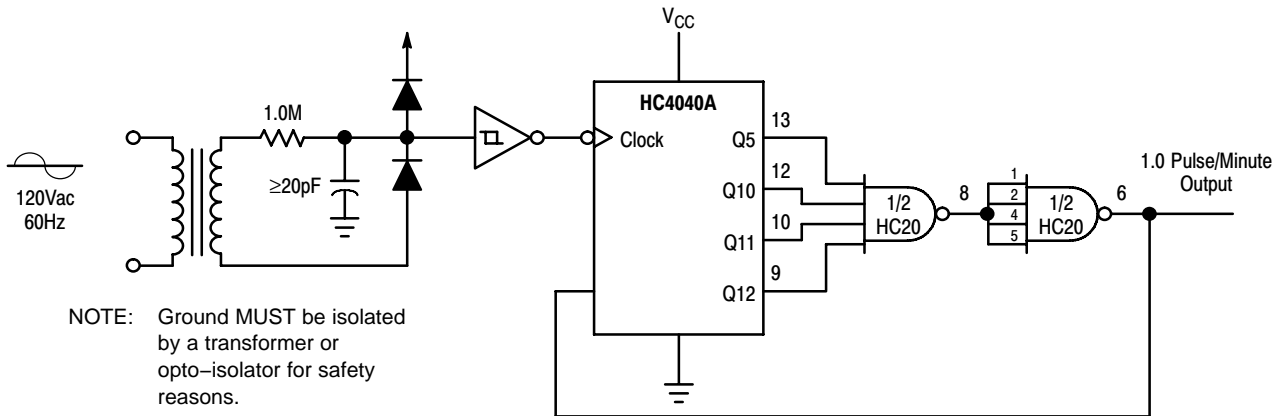 V_CC
HC4040A
1.0M
Clock
13
Q5
12
Q10
10
Q11
9
Q12
≥20pF
120Vac
60Hz
1/2
HC20
8
1
2
4
5
1/2
HC20
6
1.0 Pulse/Minute
Output
NOTE: Ground MUST be isolated
by a transformer or
opto−isolator for safety
reasons.